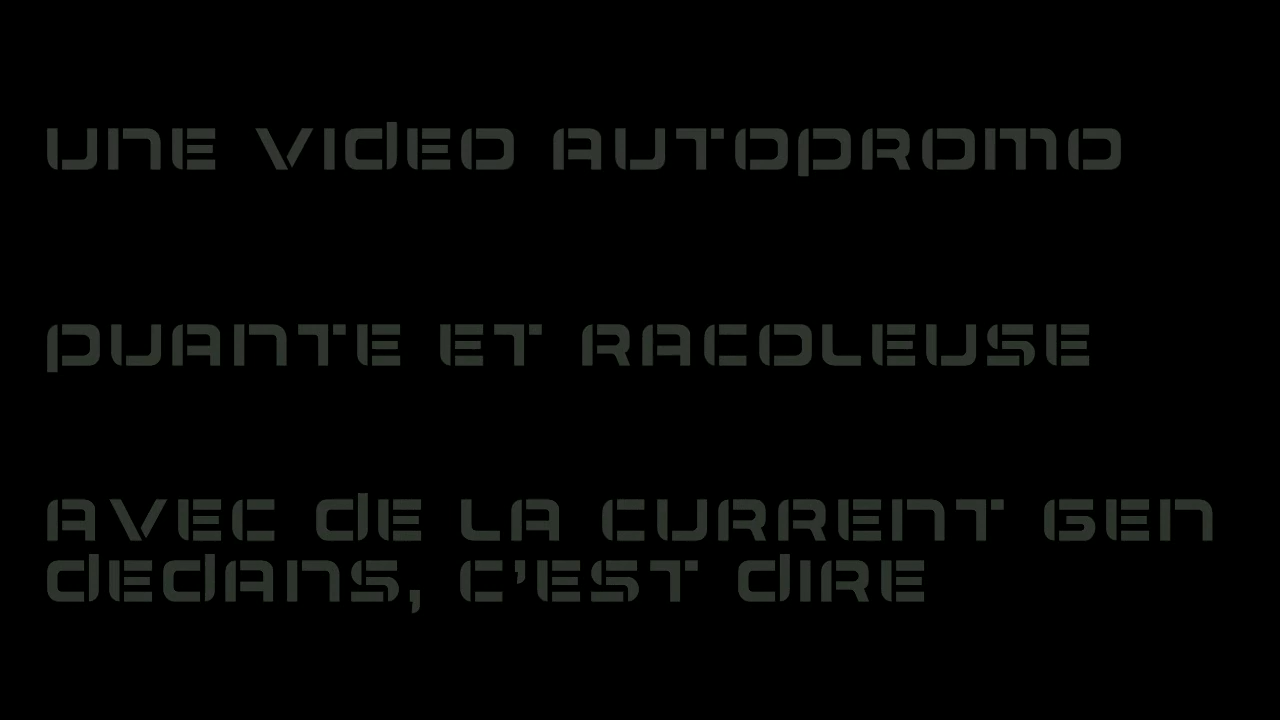 UNE VIDEO AUTOPROMO
PUANTE ET RACOLEUSE
AVEC DE LA CURRENT GEN
DEDANS, C'EST DIRE